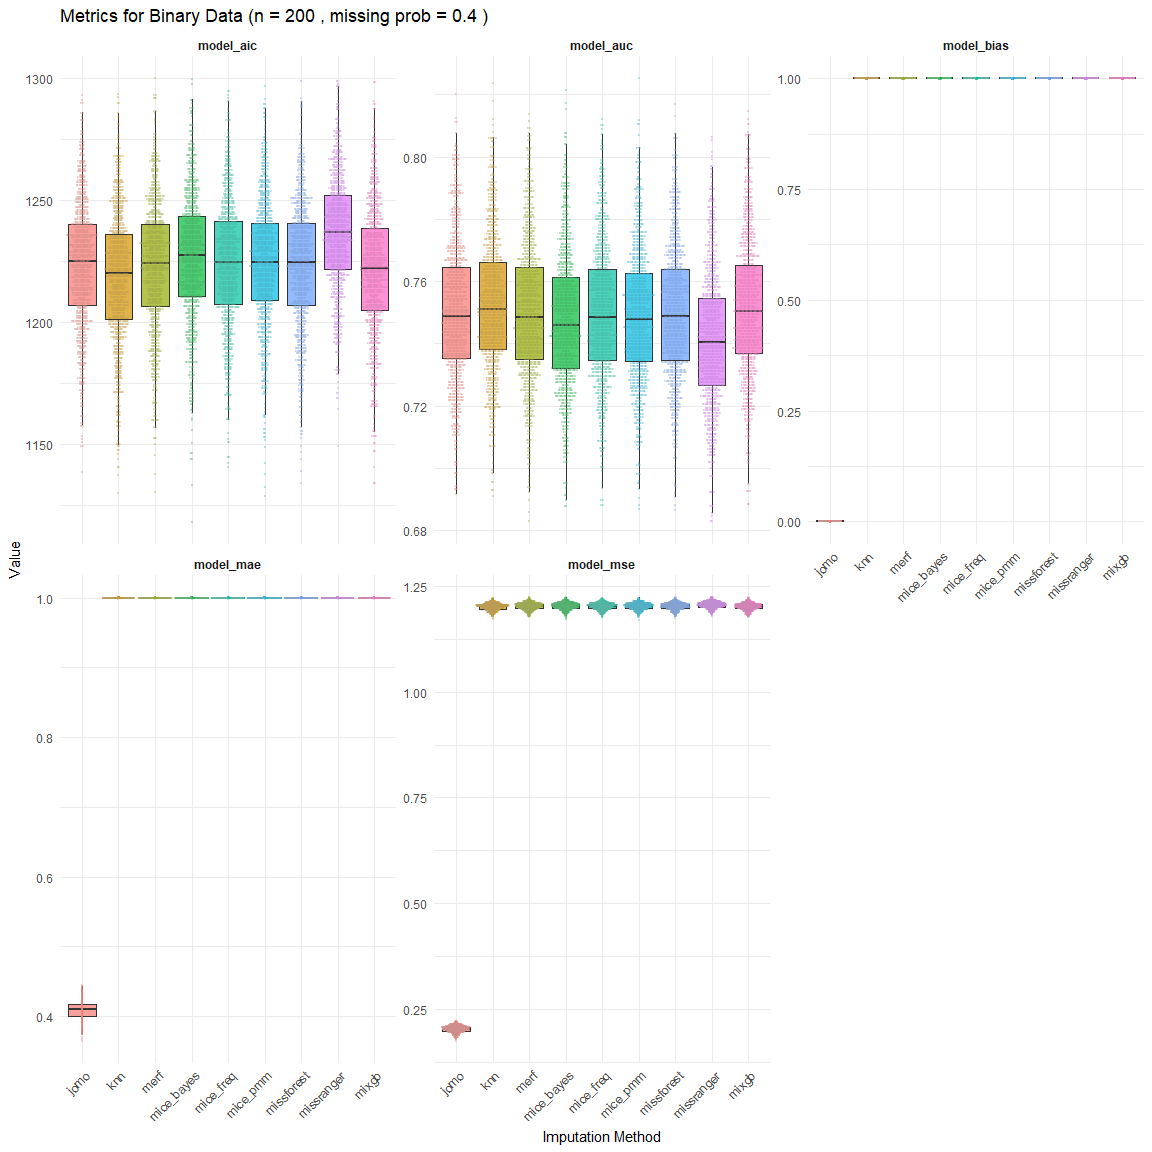 Metrics for Binary Data (n = 200 , missing prob = 0.4 )
model_aic
model_auc
model_bias
1300
1250
1200
1150
0.80
0.76
0.72
0.68
1.00
0.75
0.50
0.25
0.00
jomo
knn
merf
mice_bayes
mice_freq
mice_pmm
missforest
missranger
mixgb
Value
model_mae
model_mse
1.0
0.8
0.6
0.4
1.25
1.00
0.75
0.50
0.25
jomo
knn
merf
mice_bayes
mice_freq
mice_pmm
missforest
missranger
mixgb
jomo
knn
merf
mice_bayes
mice_freq
mice_pmm
missforest
missranger
mixgb
Imputation Method